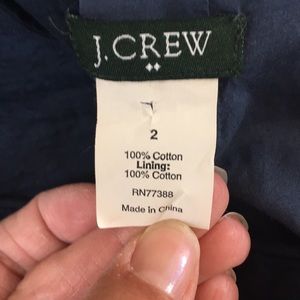 J.CREW
2
100% Cotton
Lining:
100% Cotton
RN77388
Made in China